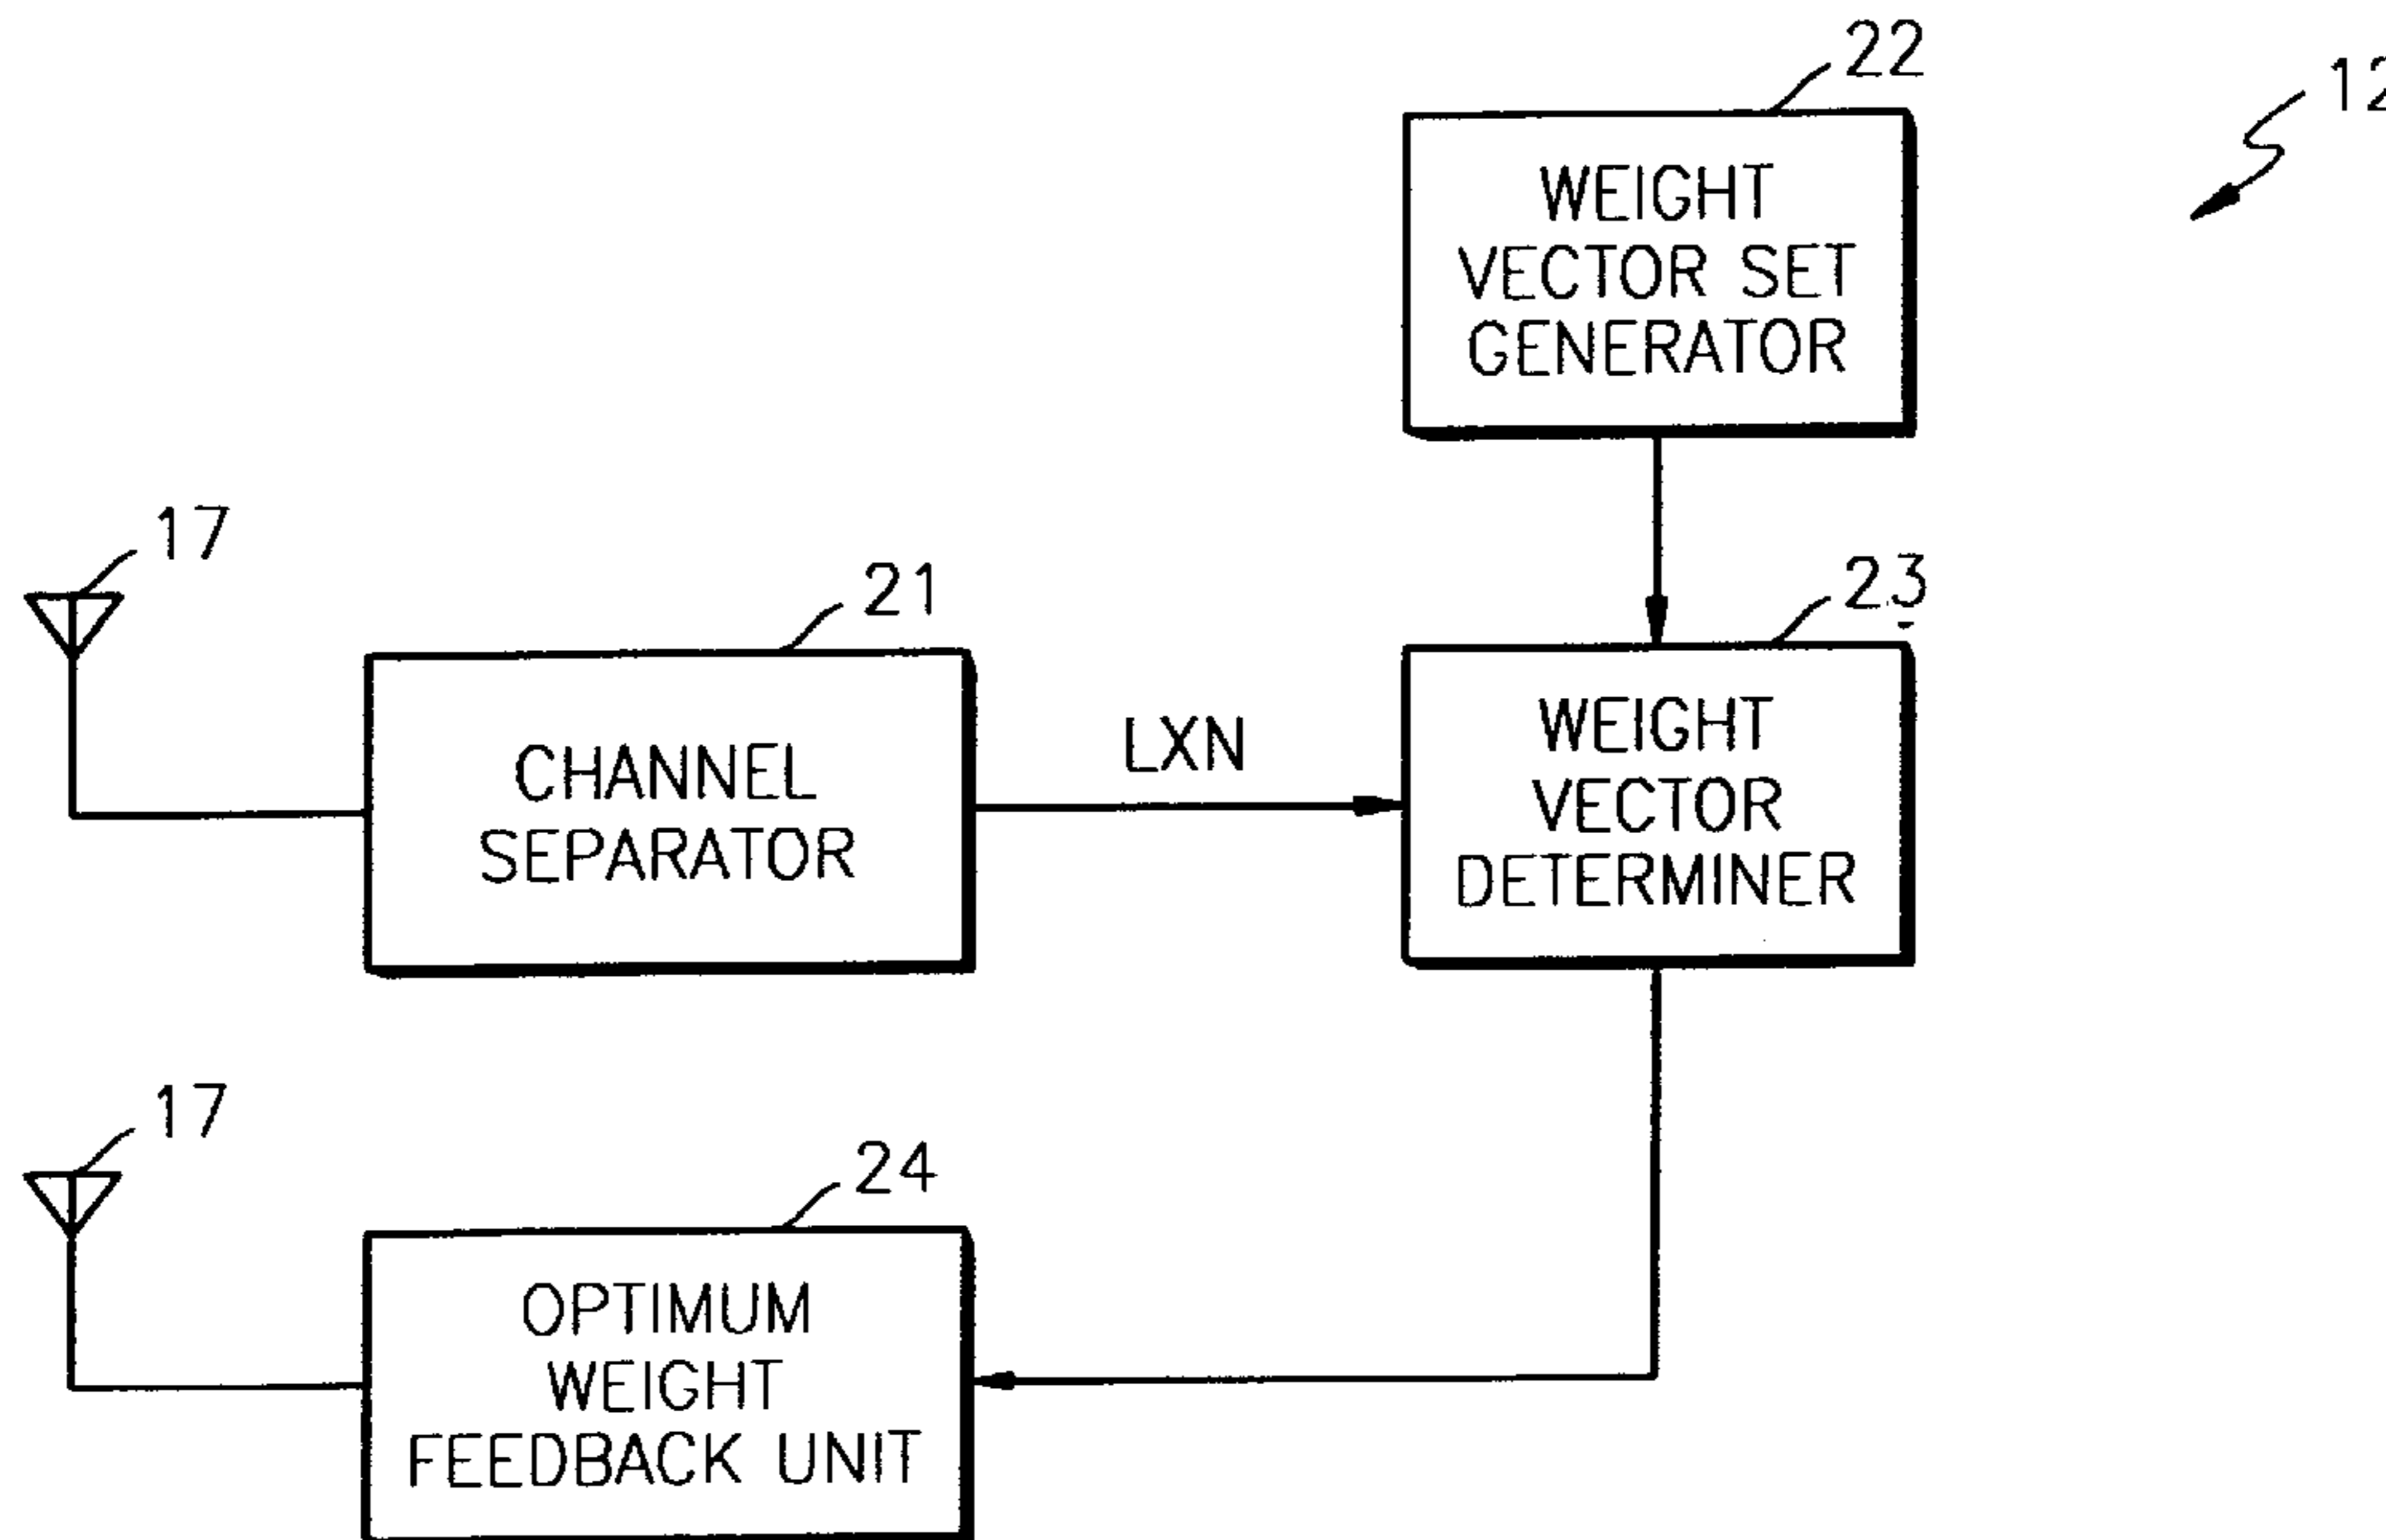 22
12
WEIGHT
VECTOR SET
GENERATOR
17
21
23
CHANNEL
SEPARATOR
LXN
WEIGHT
VECTOR
DETERMINER
17
24
OPTIMUM
WEIGHT
FEEDBACK UNIT